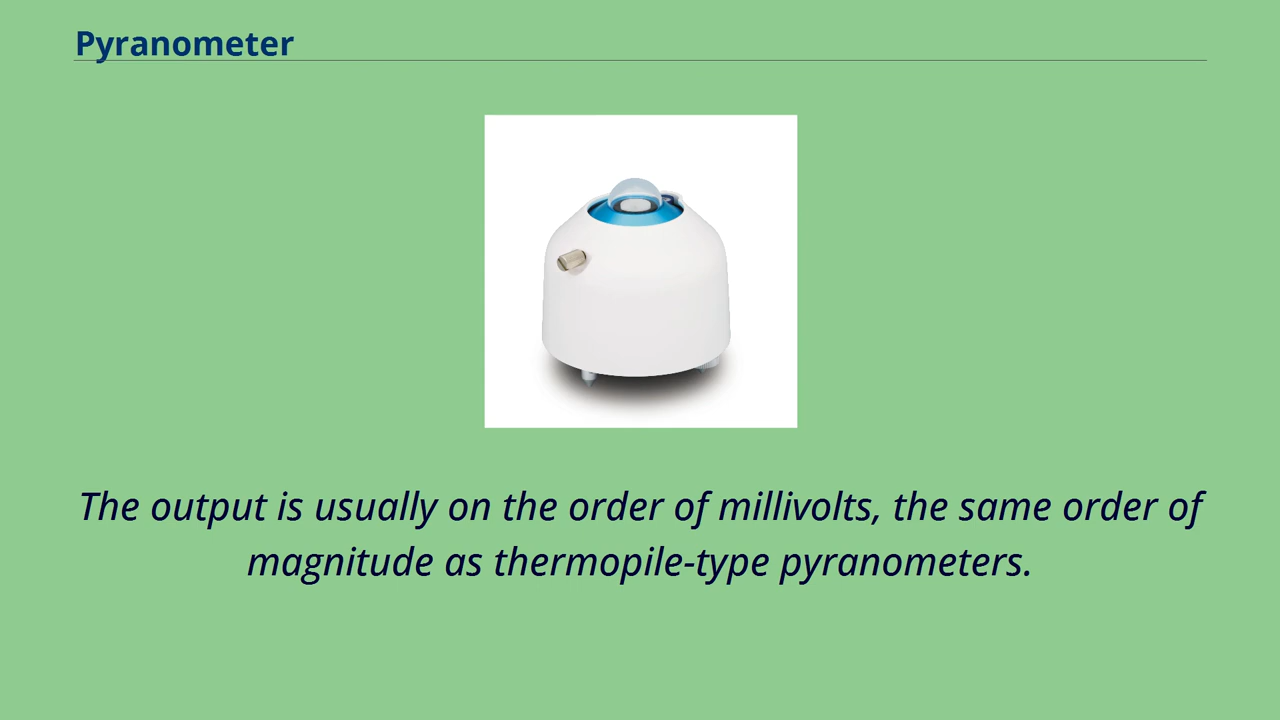 Pyranometer
The output is usually on the order of millivolts, the same order of
magnitude as thermopile-type pyranometers.